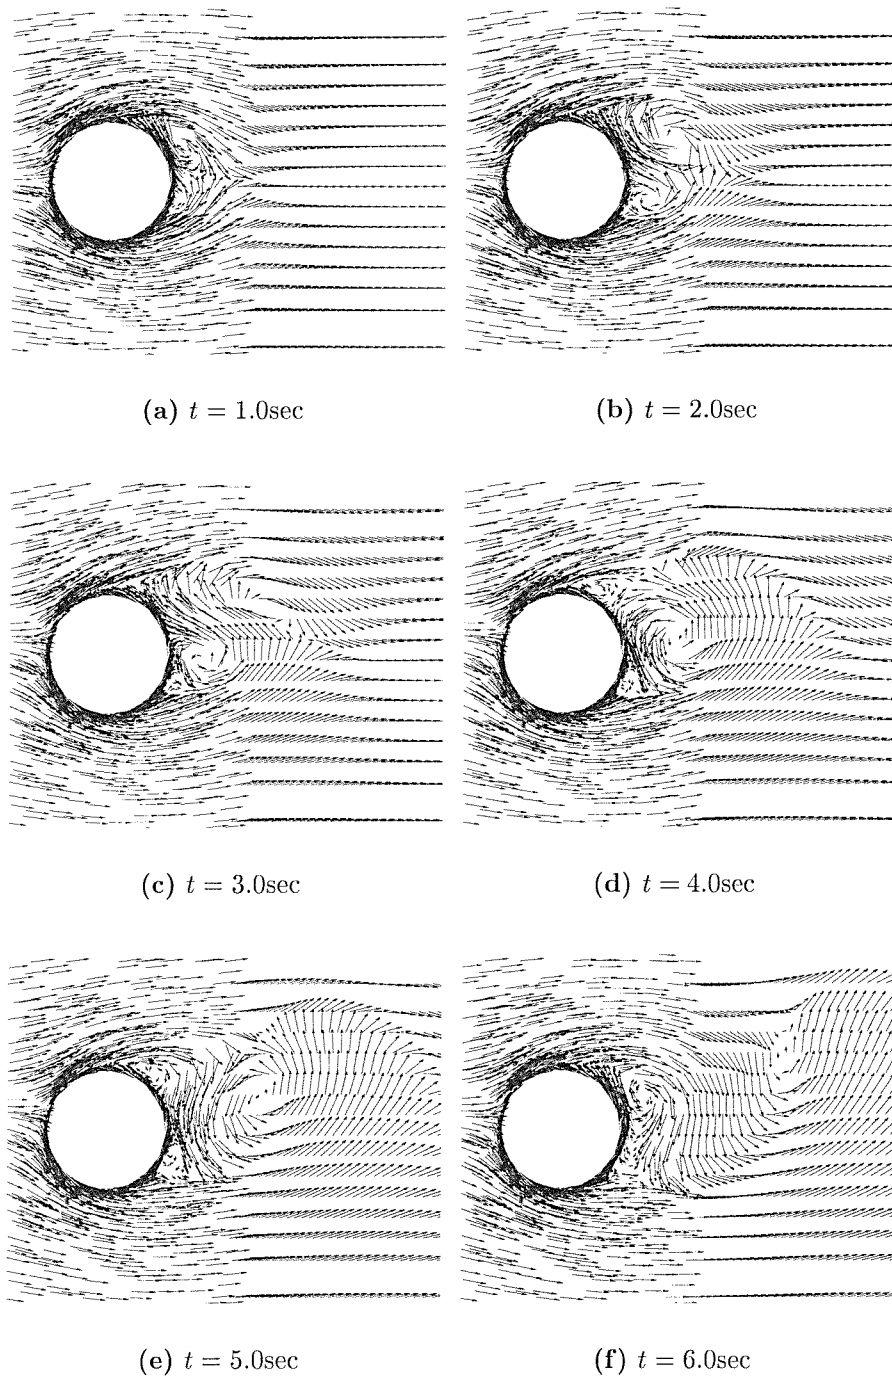 (a) t = 1.0sec
(b) t = 2.0sec
(c) t = 3.0sec
(d) t = 4.0sec
(e) t = 5.0sec
(f) t = 6.0sec